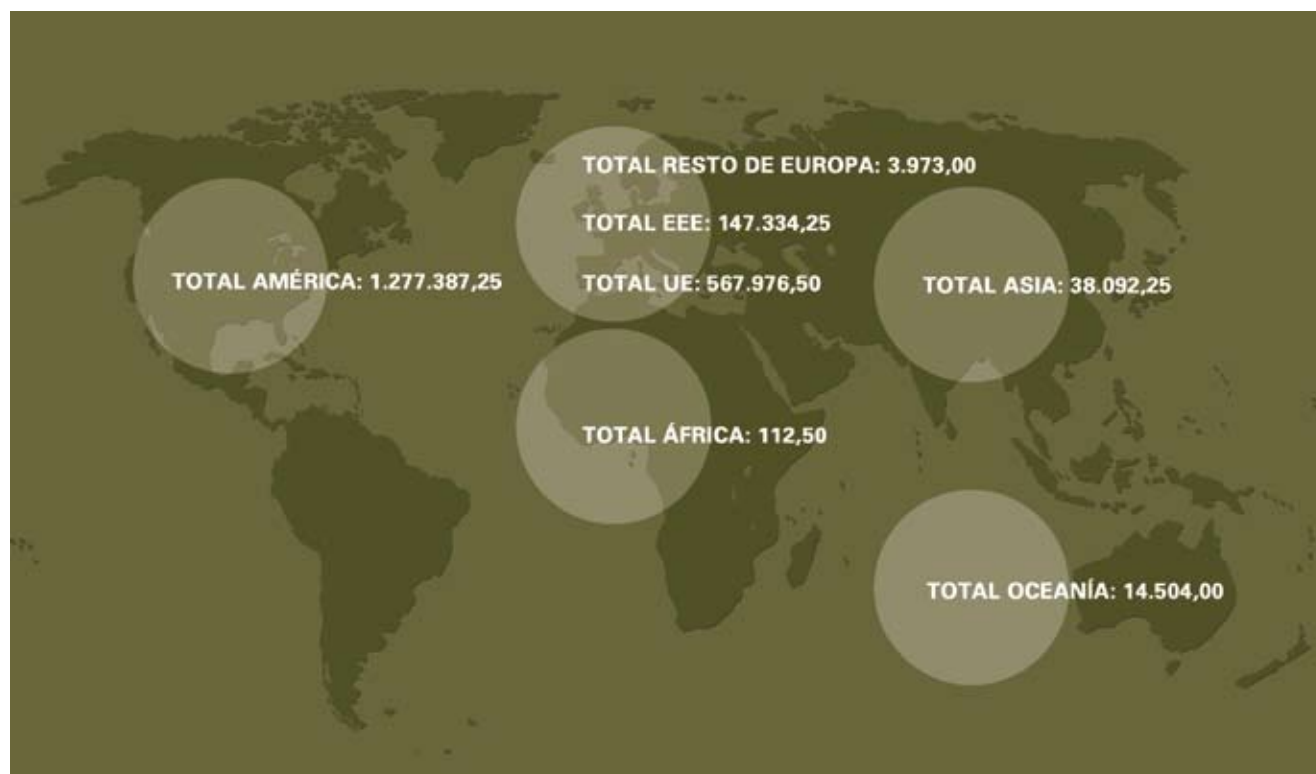 TOTAL RESTO DE EUROPA: 3.973,00
TOTAL EEE: 147.334,25
TOTAL AMÉRICA: 1.277.387,25
TOTAL UE: 567.976,50
TOTAL ASIA: 38.092,25
TOTAL ÁFRICA: 112,50
TOTAL OCEANÍA: 14.504,00